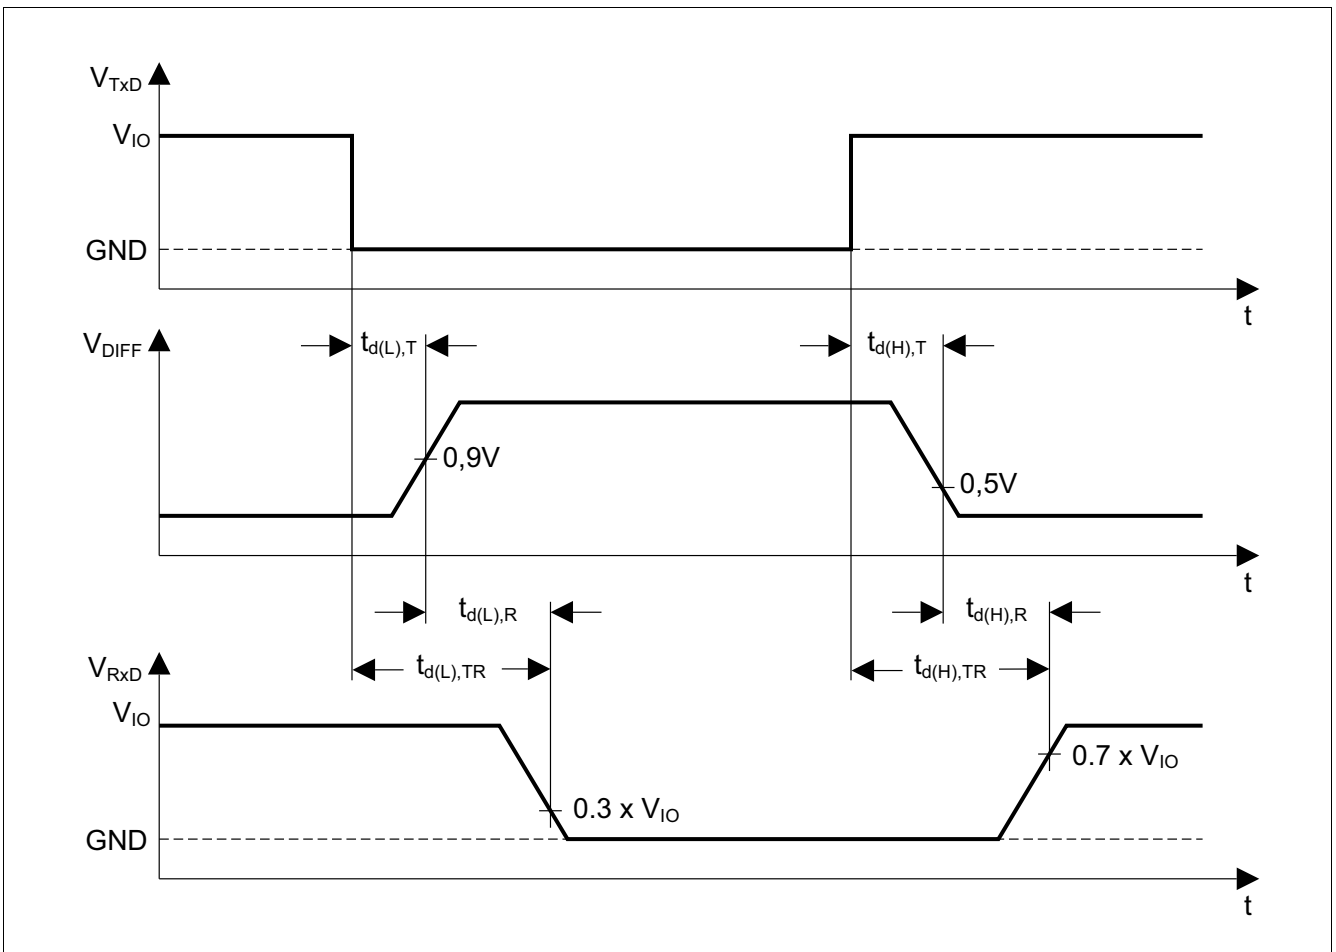 V_TxD
V_IO
GND
t
V_DIFF
t_d(L),T
t_d(H),T
0,9V
0,5V
t
t_d(L),R
t_d(H),R
V_RxD
t_d(L),TR
t_d(H),TR
V_IO
0.7 x V_IO
0.3 x V_IO
GND
t